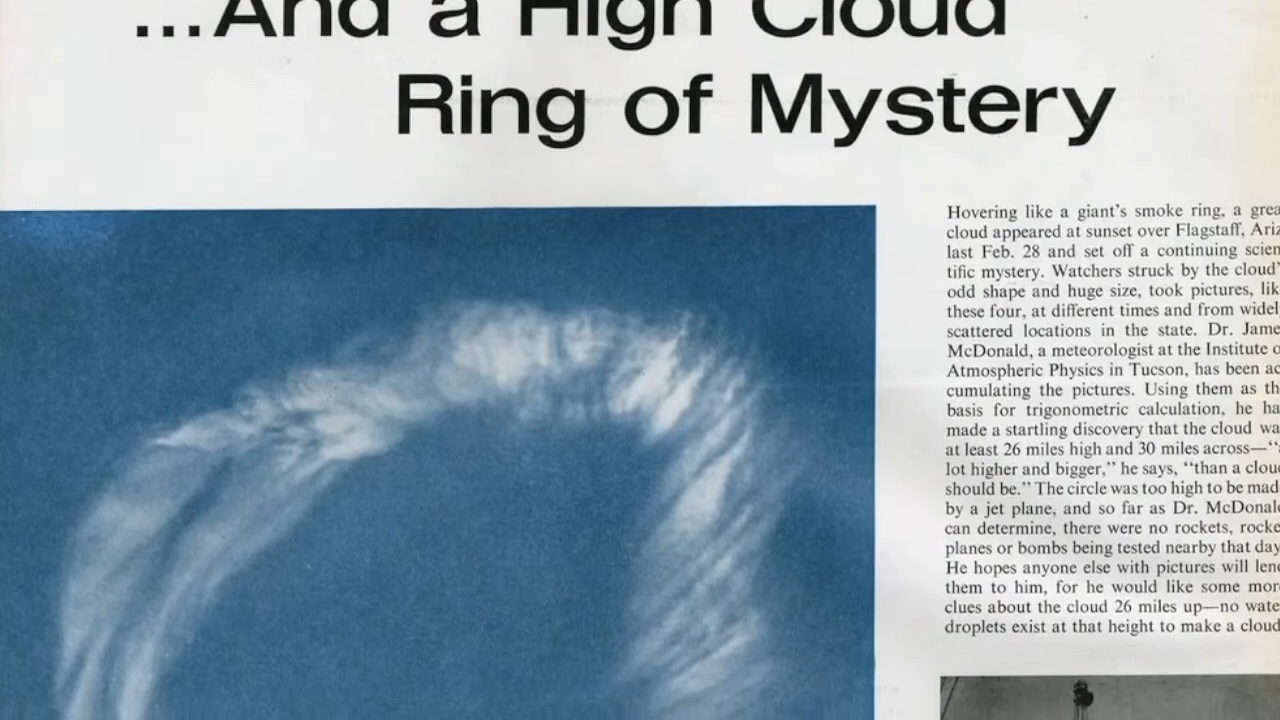 ...And a High Cloud
Ring of Mystery
Hovering like a giant's smoke ring, a grea
cloud appeared at sunset over Flagstaff, Ariz
last Feb. 28 and set off a continuing scien
tific mystery. Watchers struck by the cloud'
odd shape and huge size, took pictures, lik
these four, at different times and from widel
scattered locations in the state. Dr. Jame
McDonald, a meteorologist at the Institute o
Atmospheric Physics in Tucson, has been ac
cumulating the pictures. Using them as th
basis for trigonometric calculation, he ha
made a startling discovery that the cloud wa
at least 26 miles high and 30 miles across—“a
lot higher and bigger,” he says, “than a clou
should be.” The circle was too high to be mad
by a jet plane, and so far as Dr. McDonal
can determine, there were no rockets, rocke
planes or bombs being tested nearby that day
He hopes anyone else with pictures will len
them to him, for he would like some mor
clues about the cloud 26 miles up—no wate
droplets exist at that height to make a cloud